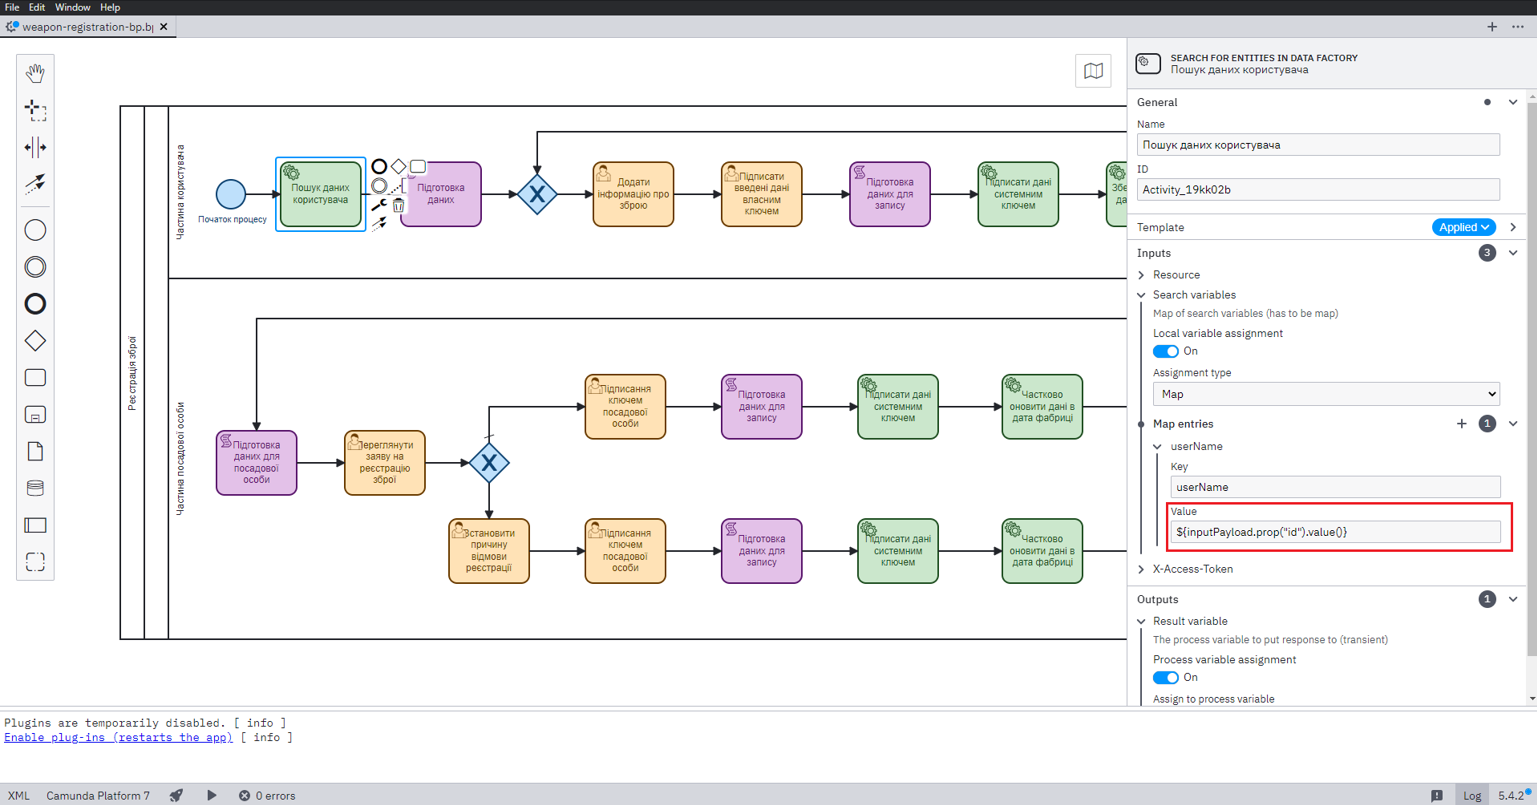 File Edit Window Help
weapon-registration-bp.bp
SEARCH FOR ENTITIES IN DATA FACTORY
Пошук даних користувача
General
Name
Пошук даних користувача
ID
Activity_19kk02b
Template
Applied
Inputs
3
Resource
Search variables
Map of search variables (has to be map)
Local variable assignment
On
Assignment type
Map
Map entries
1
userName
Key
userName
Value
${inputPayload.prop("id").value()}
X-Access-Token
Outputs
1
Result variable
The process variable to put response to (transient)
Process variable assignment
On
Assign to process variable
Реєстрація зброї
Частина користувача
Початок процесу
Пошук даних
користувача
Підготовка
даних
X
Додати
інформацію про
зброю
Підписати
введені дані
власним
ключем
Підготовка
даних для
запису
Підписати дані
системним
ключем
Збе
да
Частина посадової особи
Підготовка
даних для
посадової
особи
Переглянути
заяву на
реєстрацію
зброї
X
Підписання
ключем
посадової
особи
Підготовка
даних для
запису
Підписати дані
системним
ключем
Частково
оновити дані в
дата фабриці
Встановити
причину
відмови
реєстрації
Підписання
ключем
посадової
особи
Підготовка
даних для
запису
Підписати дані
системним
ключем
Частково
оновити дані в
дата фабриці
Plugins are temporarily disabled. [ info ]
Enable plug-ins (restarts the app) [ info ]
XML Camunda Platform 7 0 errors Log 5.4.2